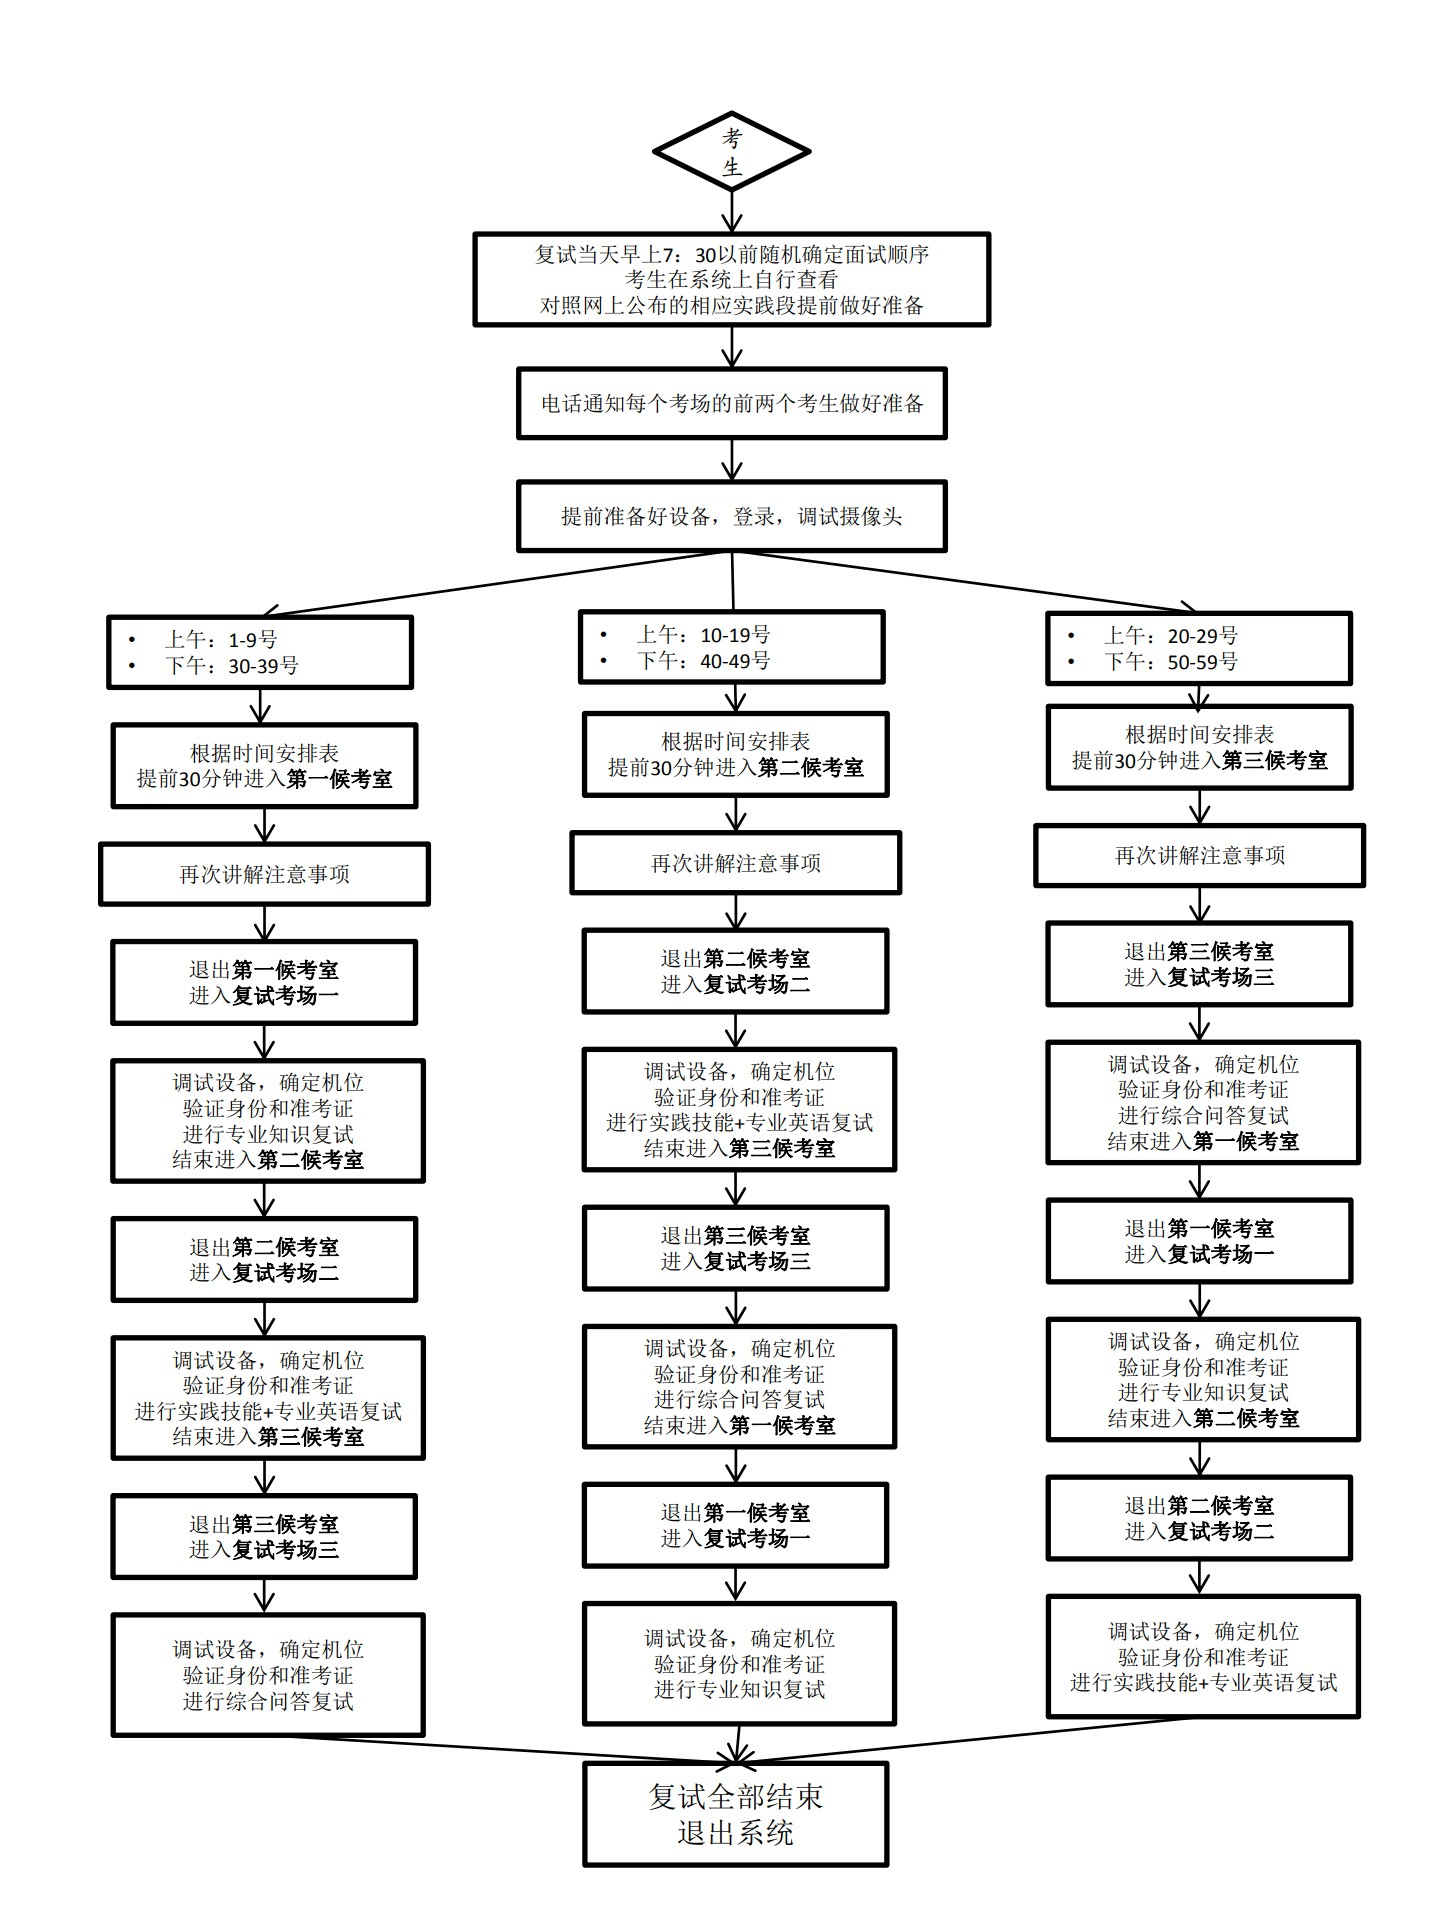 考
生
复试当天早上7：30以前随机确定面试顺序
考生在系统上自行查看
对照网上公布的相应实践段提前做好准备
电话通知每个考场的前两个考生做好准备
提前准备好设备，登录，调试摄像头
• 上午：1-9号
• 下午：30-39号
根据时间安排表
提前30分钟进入第一候考室
再次讲解注意事项
退出第一候考室
进入复试考场一
调试设备，确定机位
验证身份和准考证
进行专业知识复试
结束进入第二候考室
退出第二候考室
进入复试考场二
调试设备，确定机位
验证身份和准考证
进行实践技能+专业英语复试
结束进入第三候考室
退出第三候考室
进入复试考场三
调试设备，确定机位
验证身份和准考证
进行综合问答复试
• 上午：10-19号
• 下午：40-49号
根据时间安排表
提前30分钟进入第二候考室
再次讲解注意事项
退出第二候考室
进入复试考场二
调试设备，确定机位
验证身份和准考证
进行实践技能+专业英语复试
结束进入第三候考室
退出第三候考室
进入复试考场三
调试设备，确定机位
验证身份和准考证
进行综合问答复试
结束进入第一候考室
退出第一候考室
进入复试考场一
调试设备，确定机位
验证身份和准考证
进行专业知识复试
• 上午：20-29号
• 下午：50-59号
根据时间安排表
提前30分钟进入第三候考室
再次讲解注意事项
退出第三候考室
进入复试考场三
调试设备，确定机位
验证身份和准考证
进行综合问答复试
结束进入第一候考室
退出第一候考室
进入复试考场一
调试设备，确定机位
验证身份和准考证
进行专业知识复试
结束进入第二候考室
退出第二候考室
进入复试考场二
调试设备，确定机位
验证身份和准考证
进行实践技能+专业英语复试
复试全部结束
退出系统